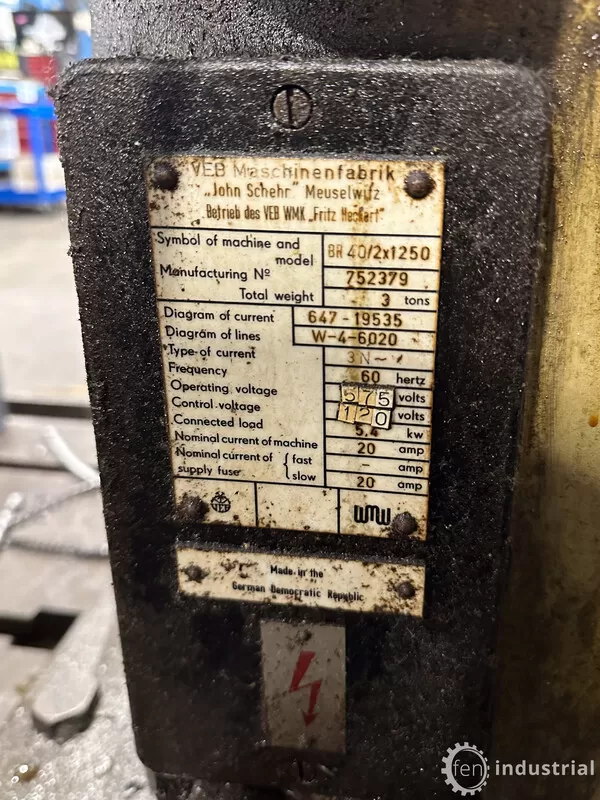 VEB Maschinenfabrik
„John Schehr" Meuselwitz
Betrieb des VEB WMK „Fritz Heckert"
Symbol of machine and model BR 40/2x1250
Manufacturing № 752379
Total weight 3 tons
Diagram of current 647-19535
Diagram of lines W-4-6020
Type of current 3N~
Frequency 60 hertz
Operating voltage 575 volts
Control voltage 120 volts
Connected load 5,4 kw
Nominal current of machine 20 amp
Nominal current of supply fuse { fast - amp
slow 20 amp
WMW
Made in the
German Democratic Republic
fen industrial